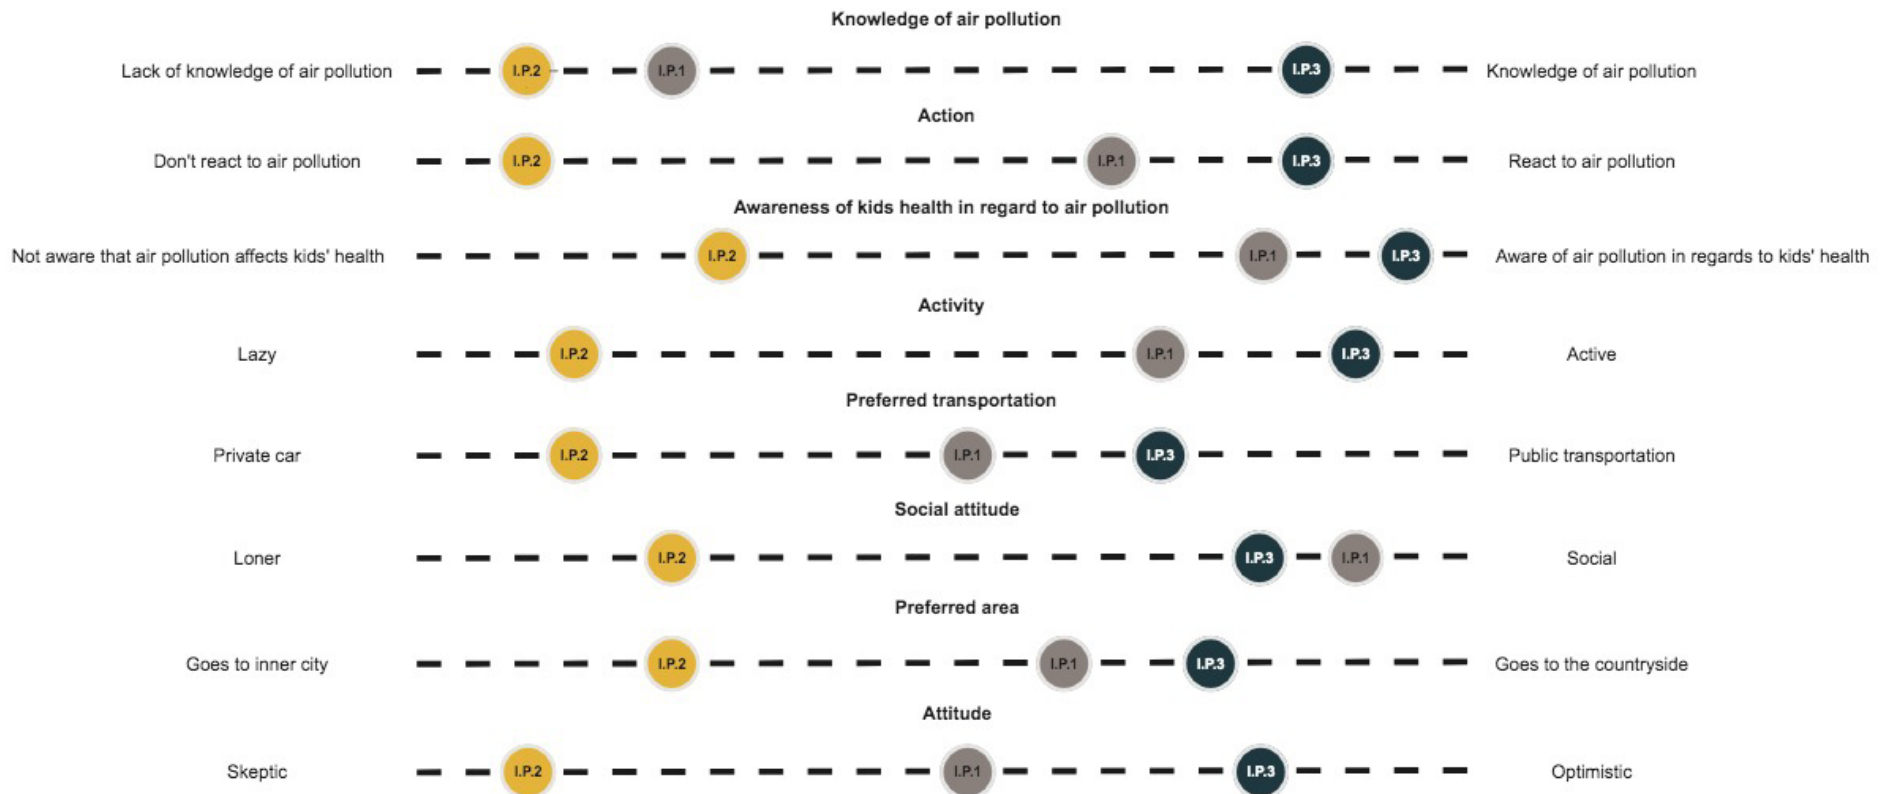 Knowledge of air pollution
Lack of knowledge of air pollution I.P.2 I.P.1 I.P.3 Knowledge of air pollution
Action
Don't react to air pollution I.P.2 I.P.1 I.P.3 React to air pollution
Awareness of kids health in regard to air pollution
Not aware that air pollution affects kids' health I.P.2 I.P.1 I.P.3 Aware of air pollution in regards to kids' health
Activity
Lazy I.P.2 I.P.1 I.P.3 Active
Preferred transportation
Private car I.P.2 I.P.1 I.P.3 Public transportation
Social attitude
Loner I.P.2 I.P.3 I.P.1 Social
Preferred area
Goes to inner city I.P.2 I.P.1 I.P.3 Goes to the countryside
Attitude
Skeptic I.P.2 I.P.1 I.P.3 Optimistic